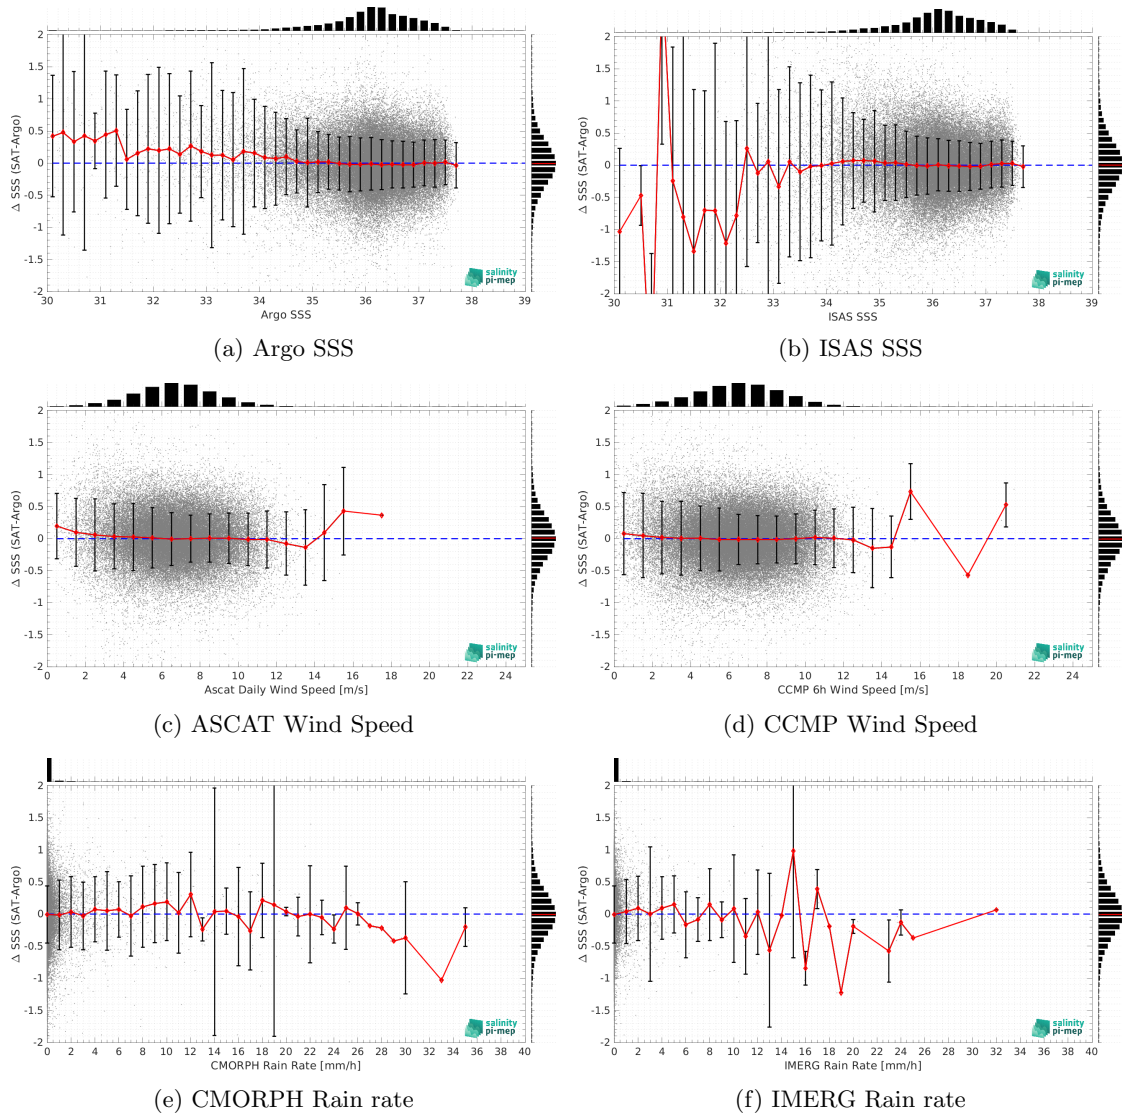 2
1.5
1
0.5
0
-0.5
-1
-1.5
-2
Δ SSS (SAT-Argo)
30 31 32 33 34 35 36 37 38 39
Argo SSS
salinity
pi-mep
(a) Argo SSS
2
1.5
1
0.5
0
-0.5
-1
-1.5
-2
Δ SSS (SAT-Argo)
30 31 32 33 34 35 36 37 38 39
ISAS SSS
salinity
pi-mep
(b) ISAS SSS
2
1.5
1
0.5
0
-0.5
-1
-1.5
-2
Δ SSS (SAT-Argo)
0 2 4 6 8 10 12 14 16 18 20 22 24
Ascat Daily Wind Speed [m/s]
salinity
pi-mep
(c) ASCAT Wind Speed
2
1.5
1
0.5
0
-0.5
-1
-1.5
-2
Δ SSS (SAT-Argo)
0 2 4 6 8 10 12 14 16 18 20 22 24
CCMP 6h Wind Speed [m/s]
salinity
pi-mep
(d) CCMP Wind Speed
2
1.5
1
0.5
0
-0.5
-1
-1.5
-2
Δ SSS (SAT-Argo)
0 2 4 6 8 10 12 14 16 18 20 22 24 26 28 30 32 34 36 38 40
CMORPH Rain Rate [mm/h]
salinity
pi-mep
(e) CMORPH Rain rate
2
1.5
1
0.5
0
-0.5
-1
-1.5
-2
Δ SSS (SAT-Argo)
0 2 4 6 8 10 12 14 16 18 20 22 24 26 28 30 32 34 36 38 40
IMERG Rain Rate [mm/h]
salinity
pi-mep
(f) IMERG Rain rate